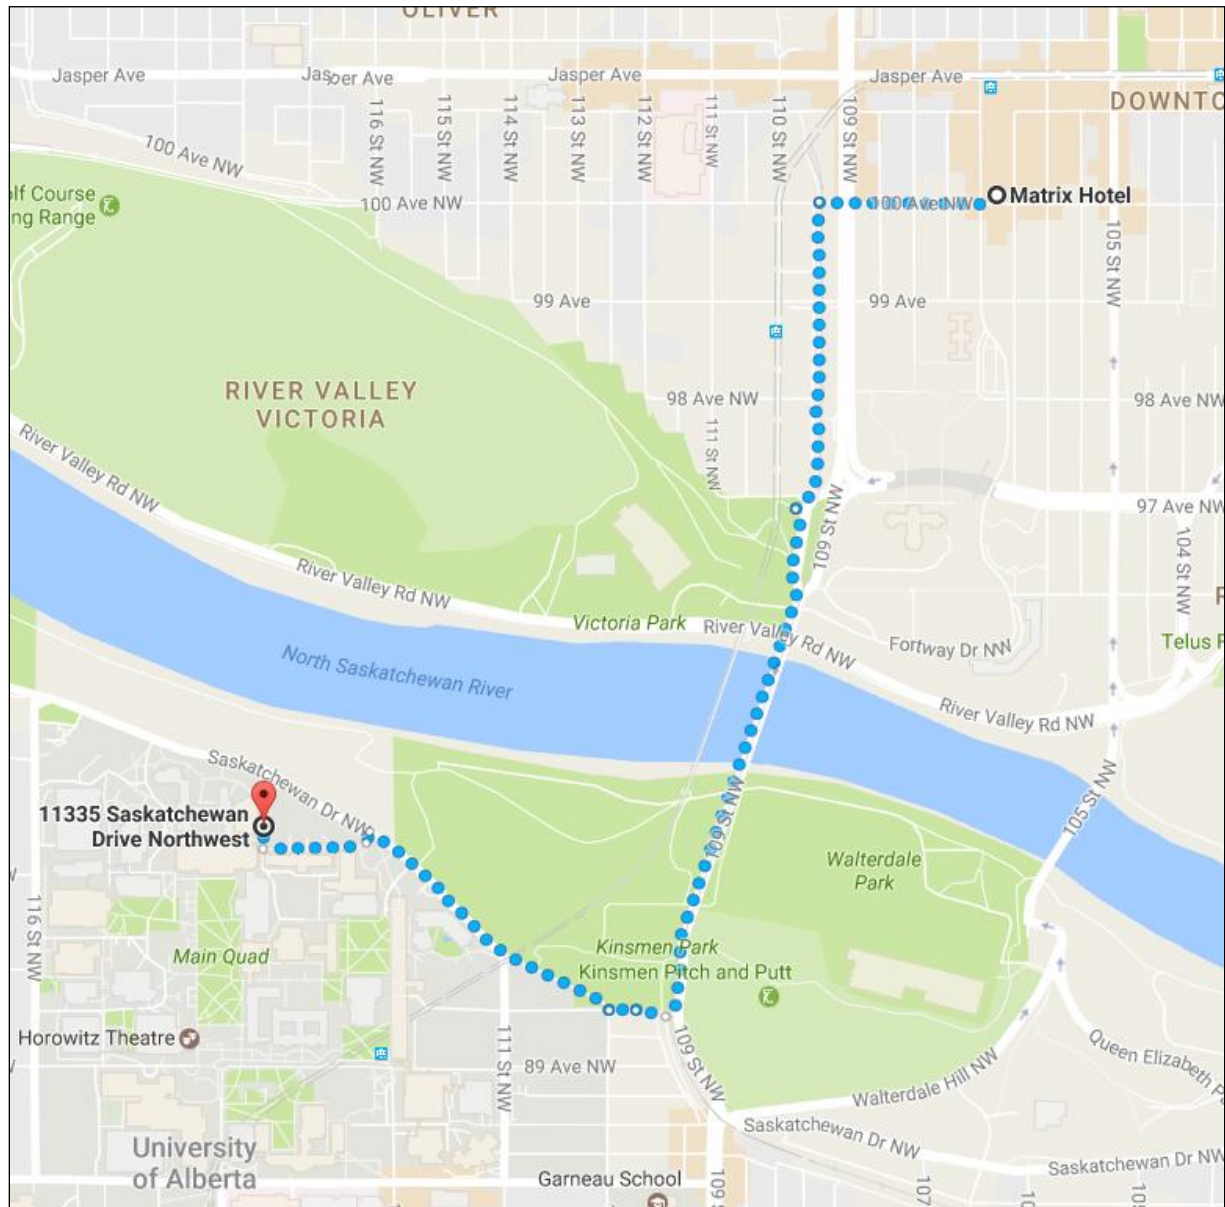 OLIVER
Jasper Ave
Jasper Ave
Jasper Ave
Jasper Ave
DOWNTO
116 St NW
115 St NW
114 St NW
113 St NW
112 St NW
111 St NW
110 St NW
109 St NW
100 Ave NW
olf Course
ng Range
100 Ave NW
100 Ave NW
Matrix Hotel
105 St NW
99 Ave
99 Ave
RIVER VALLEY
VICTORIA
98 Ave NW
98 Ave NW
111 St NW
River Valley Rd NW
97 Ave NW
109 St NW
104 St NW
River Valley Rd NW
Victoria Park
River Valley Rd NW
Fortway Dr NW
Telus F
North Saskatchewan River
River Valley Rd NW
Saskatchewan Dr NW
11335 Saskatchewan
Drive Northwest
109 St NW
105 St NW
Walterdale
Park
116 St NW
Main Quad
Kinsmen Park
Kinsmen Pitch and Putt
Horowitz Theatre
111 St NW
89 Ave NW
109 St NW
Walterdale Hill NW
Queen Elizabeth Pa
University
of Alberta
Saskatchewan Dr NW
Saskatchewan Dr NW
Garneau School
109 S
107
10